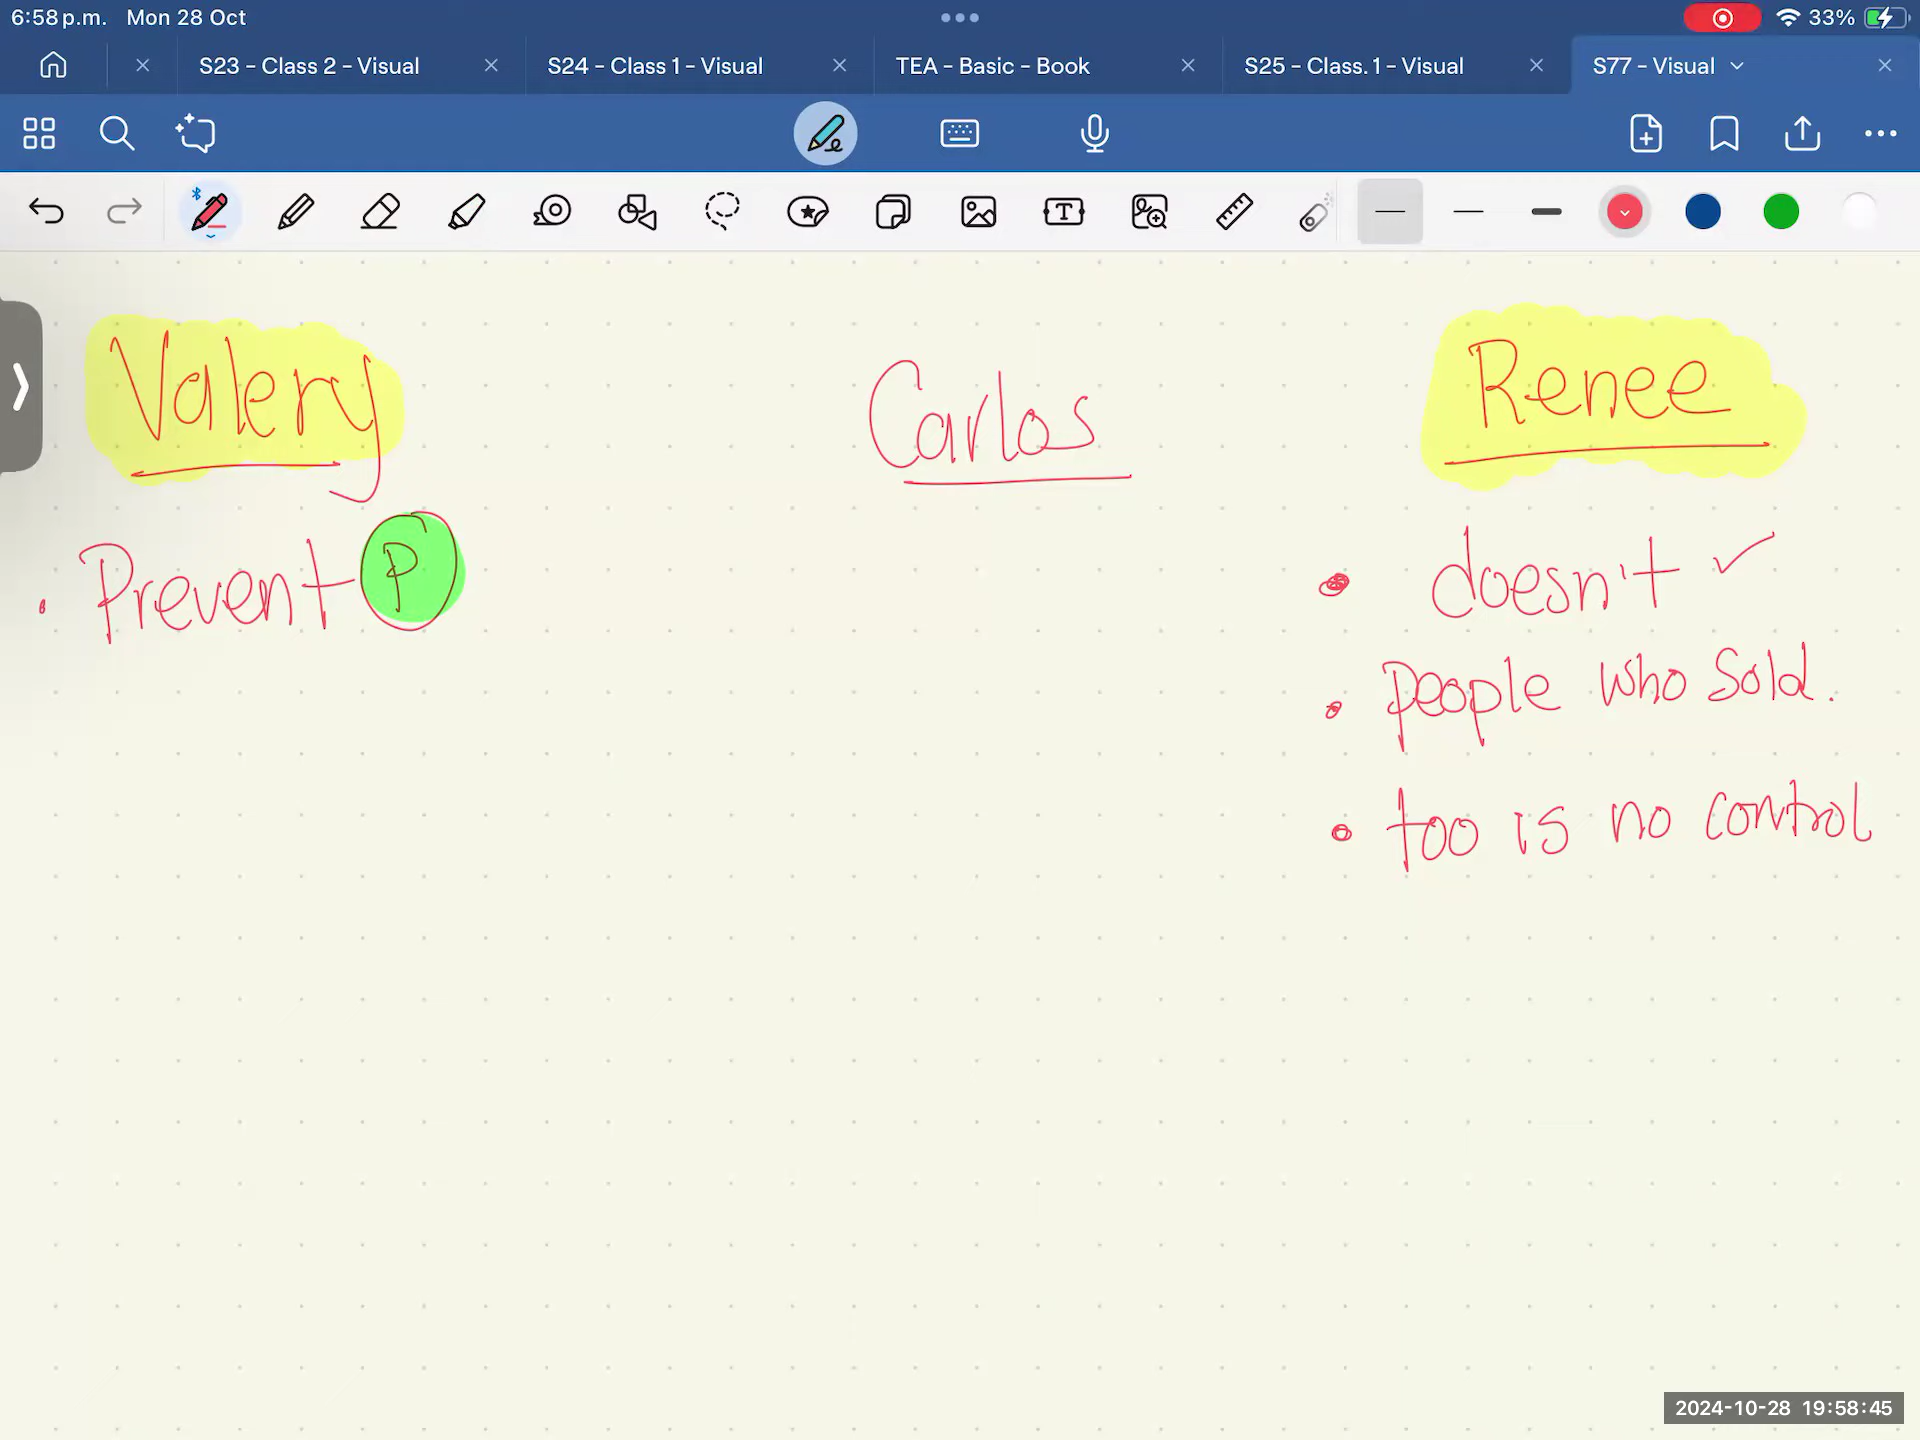 6:58 p.m. Mon 28 Oct 33%
S23 - Class 2 - Visual S24 - Class 1 - Visual TEA - Basic - Book S25 - Class. 1 - Visual S77 - Visual
Valery Carlos Renee
Prevent P
doesn't
people who sold.
too is no control
2024-10-28 19:58:45